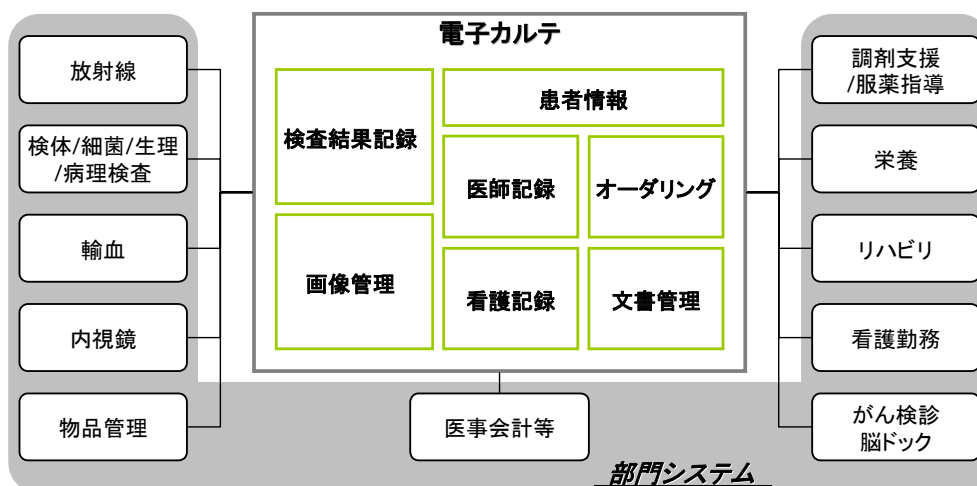 電子カルテ
放射線
検体/細菌/生理
/病理検査
輸血
内視鏡
物品管理
検査結果記録
画像管理
患者情報
医師記録
オーダリング
看護記録
文書管理
医事会計等
調剤支援
/服薬指導
栄養
リハビリ
看護勤務
がん検診
脳ドック
部門システム